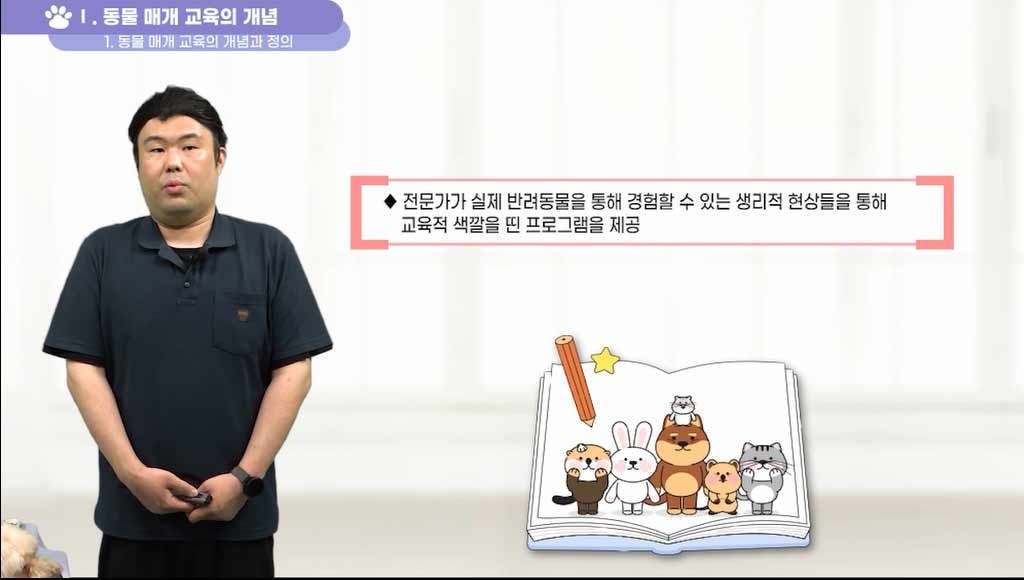 Ⅰ. 동물 매개 교육의 개념
1. 동물 매개 교육의 개념과 정의
◆ 전문가가 실제 반려동물을 통해 경험할 수 있는 생리적 현상들을 통해
교육적 색깔을 띤 프로그램을 제공